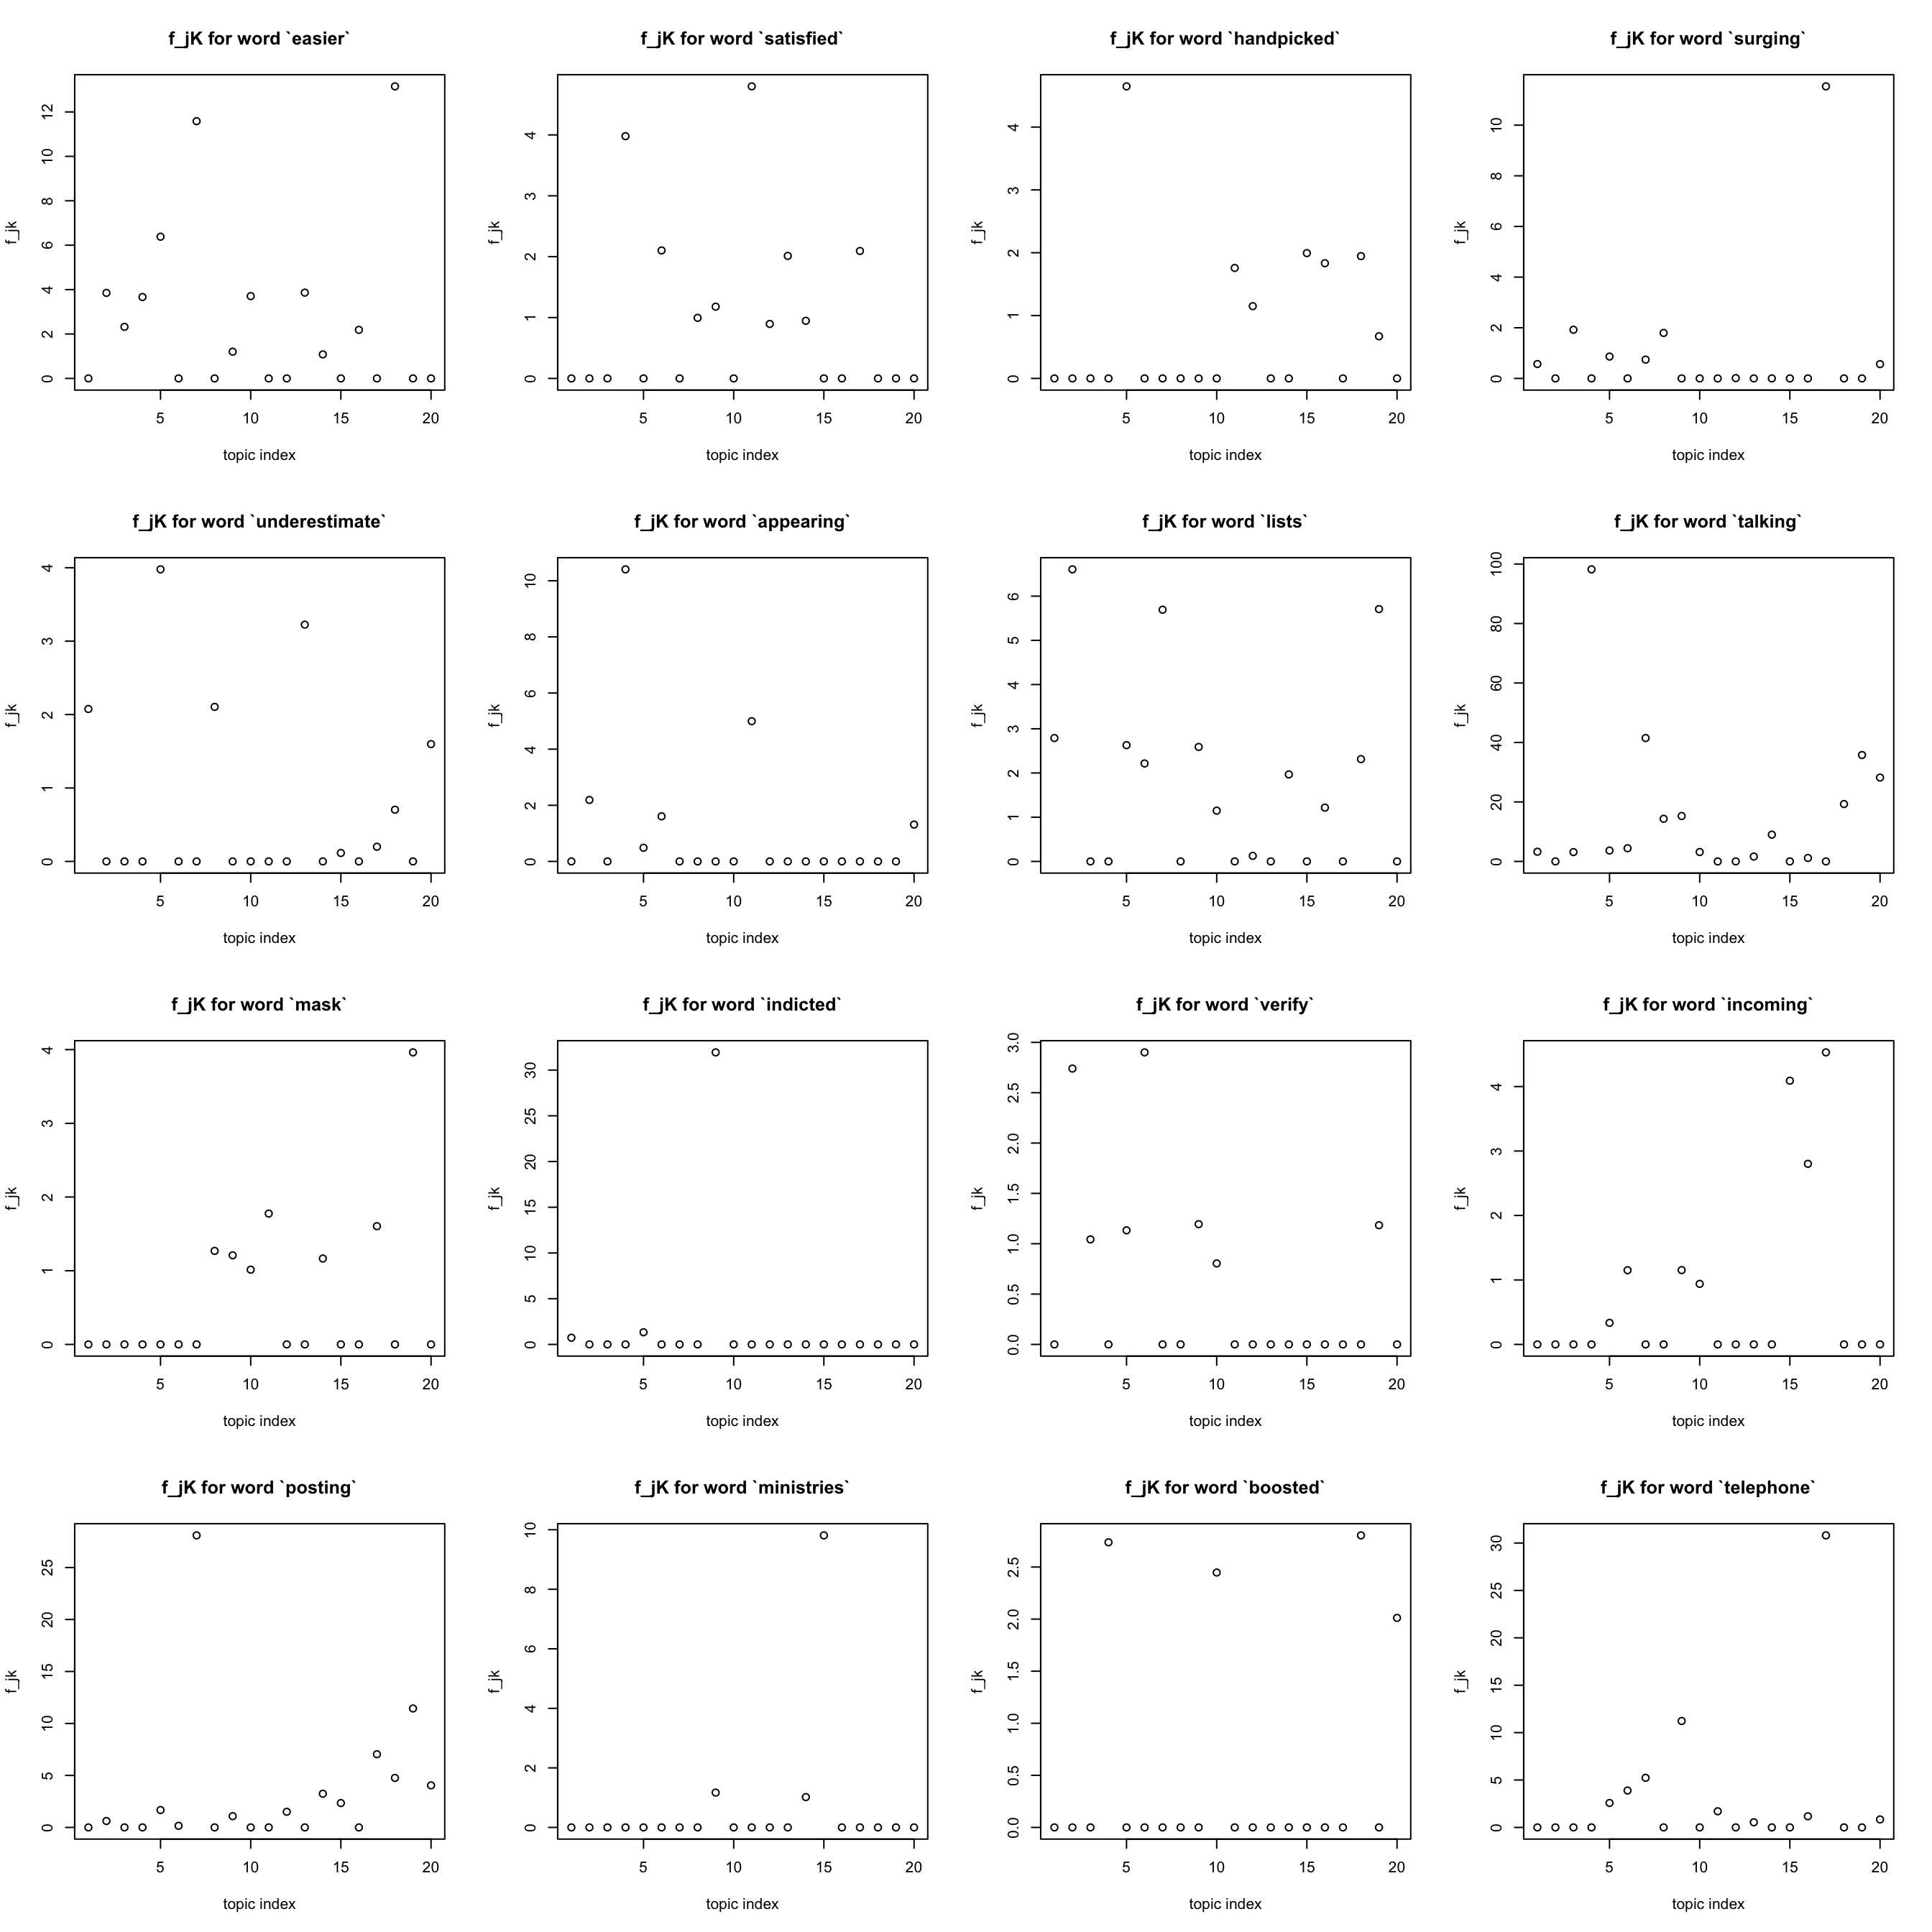 f_jK for word `easier`
f_jk
0 2 4 6 8 10 12
5 10 15 20
topic index
f_jK for word `satisfied`
f_jk
0 1 2 3 4
5 10 15 20
topic index
f_jK for word `handpicked`
f_jk
0 1 2 3 4
5 10 15 20
topic index
f_jK for word `surging`
f_jk
0 2 4 6 8 10
5 10 15 20
topic index
f_jK for word `underestimate`
f_jk
0 1 2 3 4
5 10 15 20
topic index
f_jK for word `appearing`
f_jk
0 2 4 6 8 10
5 10 15 20
topic index
f_jK for word `lists`
f_jk
0 1 2 3 4 5 6
5 10 15 20
topic index
f_jK for word `talking`
f_jk
0 20 40 60 80 100
5 10 15 20
topic index
f_jK for word `mask`
f_jk
0 1 2 3 4
5 10 15 20
topic index
f_jK for word `indicted`
f_jk
0 5 10 15 20 25 30
5 10 15 20
topic index
f_jK for word `verify`
f_jk
0.0 0.5 1.0 1.5 2.0 2.5 3.0
5 10 15 20
topic index
f_jK for word `incoming`
f_jk
0 1 2 3 4
5 10 15 20
topic index
f_jK for word `posting`
f_jk
0 5 10 15 20 25
5 10 15 20
topic index
f_jK for word `ministries`
f_jk
0 2 4 6 8 10
5 10 15 20
topic index
f_jK for word `boosted`
f_jk
0.0 0.5 1.0 1.5 2.0 2.5
5 10 15 20
topic index
f_jK for word `telephone`
f_jk
0 5 10 15 20 25 30
5 10 15 20
topic index